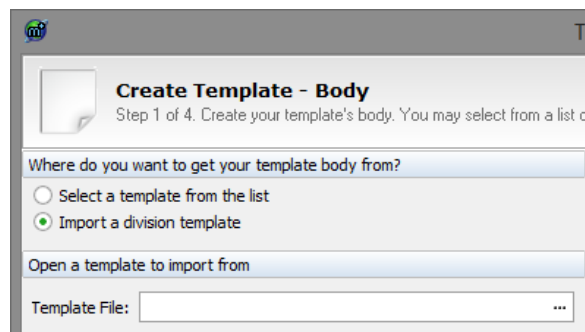 T
Create Template - Body
Step 1 of 4. Create your template's body. You may select from a list
Where do you want to get your template body from?
Select a template from the list
Import a division template
Open a template to import from
Template File:
...